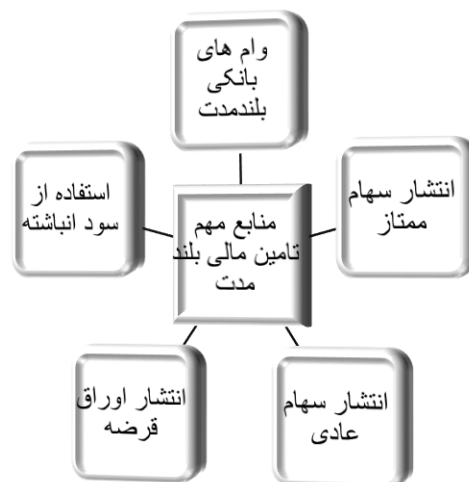 وام های
بانکی
بلندمدت
انتشار سهام
ممتاز
استفاده از
سود انباشته
منابع مهم
تامین مالی بلند
مدت
انتشار سهام
عادی
انتشار اوراق
قرضه